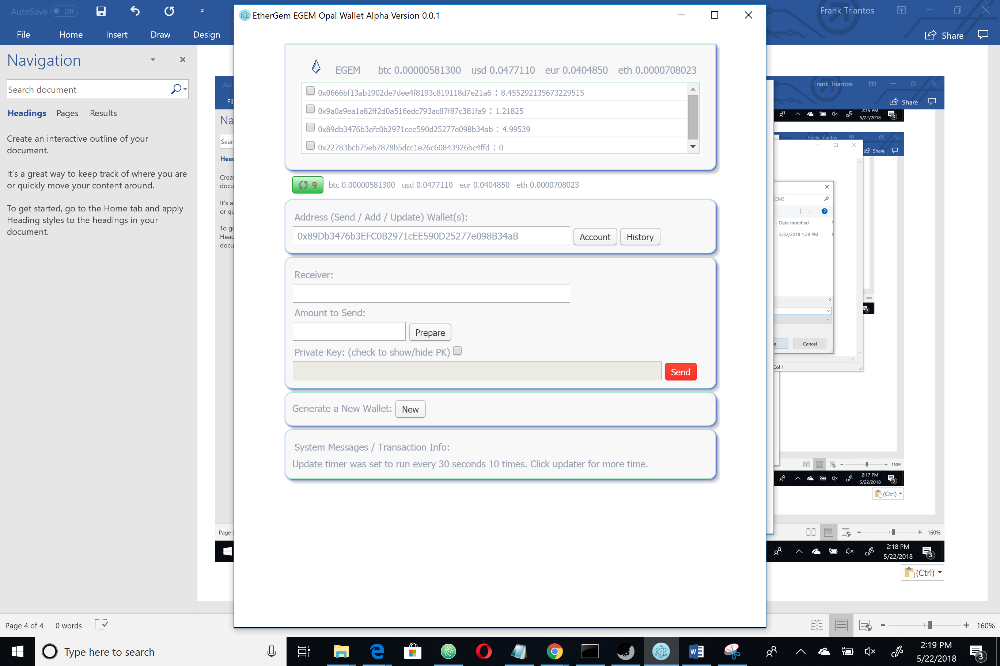 AutoSave Off
Frank Triantos
File Home Insert Draw Design
Share
EtherGem EGEM Opal Wallet Alpha Version 0.0.1
Navigation
Search document
Headings Pages Results
Create an interactive outline of your
document.
It's a great way to keep track of where you are
or quickly move your content around.
To get started, go to the Home tab and apply
Heading styles to the headings in your
document.
EGEM btc 0.00000581300 usd 0.0477110 eur 0.0404850 eth 0.0000708023
0x0666bf13ab1902de7dee4f8193c819118d7e21a6 : 8.455292135673229515
0x9a0a9ea1a82ff2d0a516edc793ac87f87c381fa9 : 1.21825
0x89db3476b3efc0b2971cee590d25277e098b34ab : 4.99539
0x22783bcb75eb7878b5dcc1e26c60843926bc4ffd : 0
9 btc 0.00000581300 usd 0.0477110 eur 0.0404850 eth 0.0000708023
Address (Send / Add / Update) Wallet(s):
0x89Db3476b3EFC0B2971cEE590D25277e098B34aB
Account History
Receiver:
Amount to Send:
Prepare
Private Key: (check to show/hide PK)
Send
Generate a New Wallet: New
System Messages / Transaction Info:
Update timer was set to run every 30 seconds 10 times. Click updater for more time.
Frank Triantos
Share
2:15 PM
5/22/2018
3
Frank Triantos
Share
Date modified
5/22/2018 1:39 PM
160%
3
Cancel
Col 1
160%
2:17 PM
5/22/2018
3
(Ctrl)
160%
2:18 PM
5/22/2018
3
(Ctrl)
Page 4 of 4 0 words
160%
Type here to search
2:19 PM
5/22/2018
3